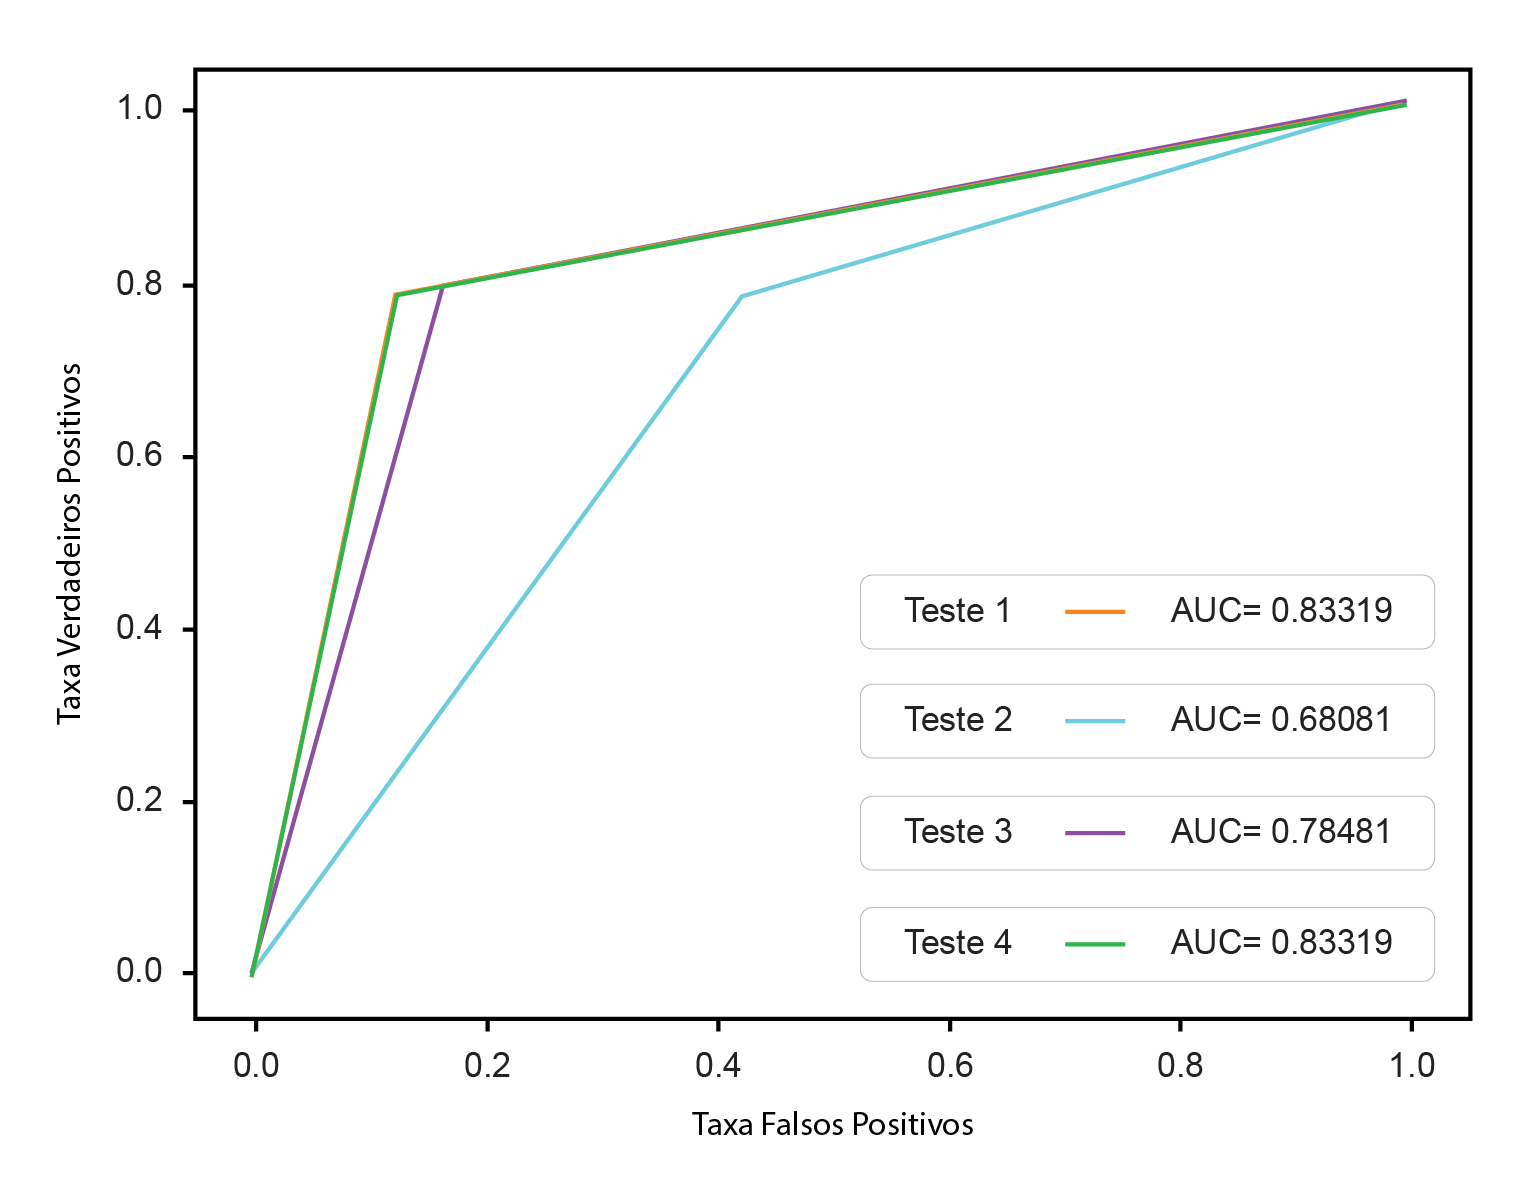 1.0
0.8
0.6
0.4
0.2
0.0
Taxa Verdadeiros Positivos
Teste 1 AUC= 0.83319
Teste 2 AUC= 0.68081
Teste 3 AUC= 0.78481
Teste 4 AUC= 0.83319
0.0 0.2 0.4 0.6 0.8 1.0
Taxa Falsos Positivos